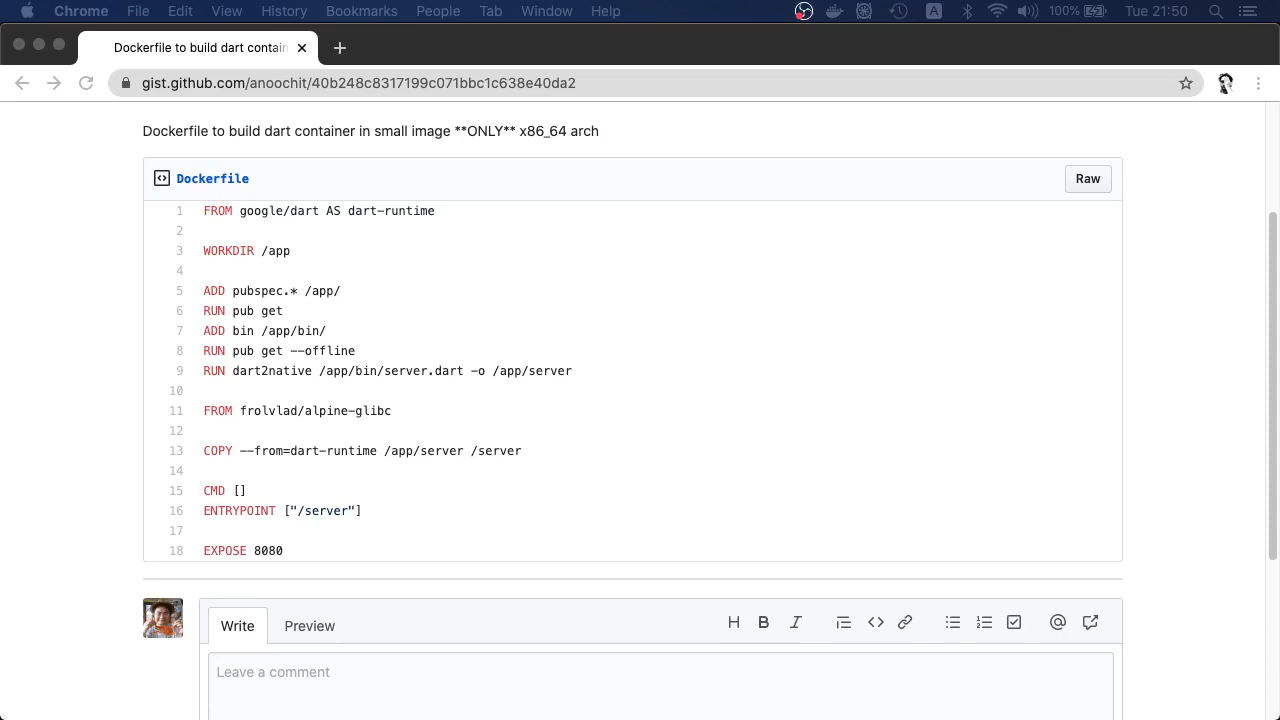 Chrome File Edit View History Bookmarks People Tab Window Help A 100% Tue 21:50
Dockerfile to build dart contain
gist.github.com/anoochit/40b248c8317199c071bbc1c638e40da2
Dockerfile to build dart container in small image **ONLY** x86_64 arch
Dockerfile Raw
1 FROM google/dart AS dart-runtime
2
3 WORKDIR /app
4
5 ADD pubspec.* /app/
6 RUN pub get
7 ADD bin /app/bin/
8 RUN pub get --offline
9 RUN dart2native /app/bin/server.dart -o /app/server
10
11 FROM frolvlad/alpine-glibc
12
13 COPY --from=dart-runtime /app/server /server
14
15 CMD []
16 ENTRYPOINT ["/server"]
17
18 EXPOSE 8080
Write Preview
Leave a comment